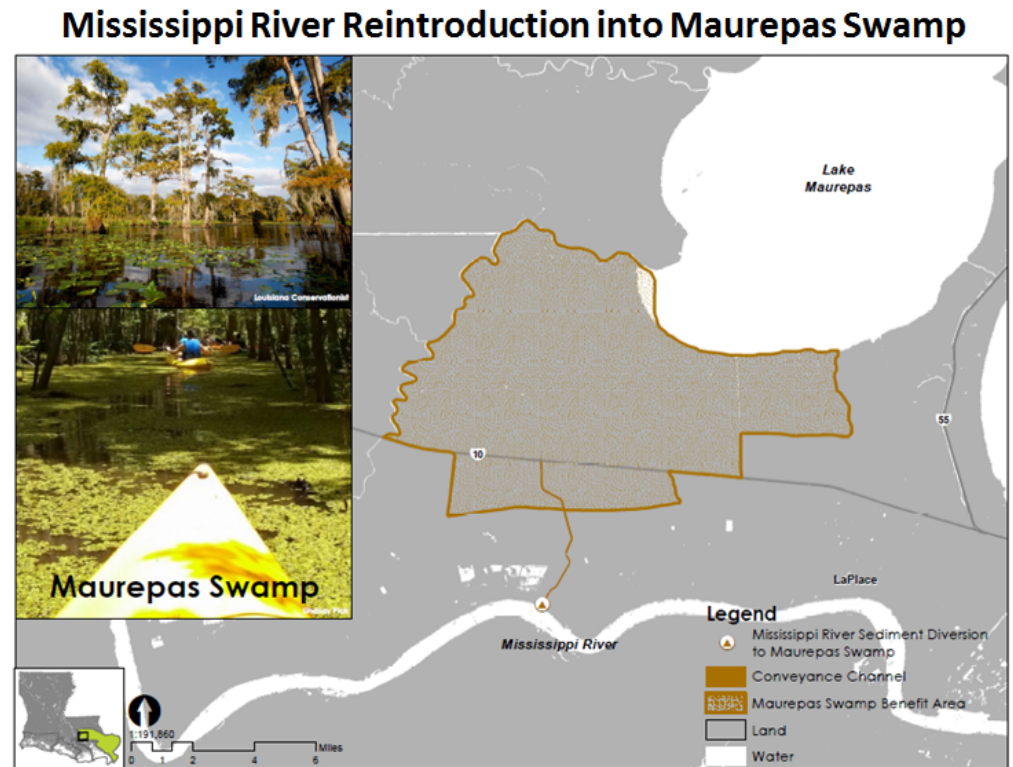 Mississippi River Reintroduction into Maurepas Swamp
Louisiana Conservationist
Maurepas Swamp
Lindsay Pick
Lake
Maurepas
10
55
LaPlace
Mississippi River
Legend
Mississippi River Sediment Diversion
to Maurepas Swamp
Conveyance Channel
Maurepas Swamp Benefit Area
Land
Water
1:191,860
Miles
0 1 2 4 6